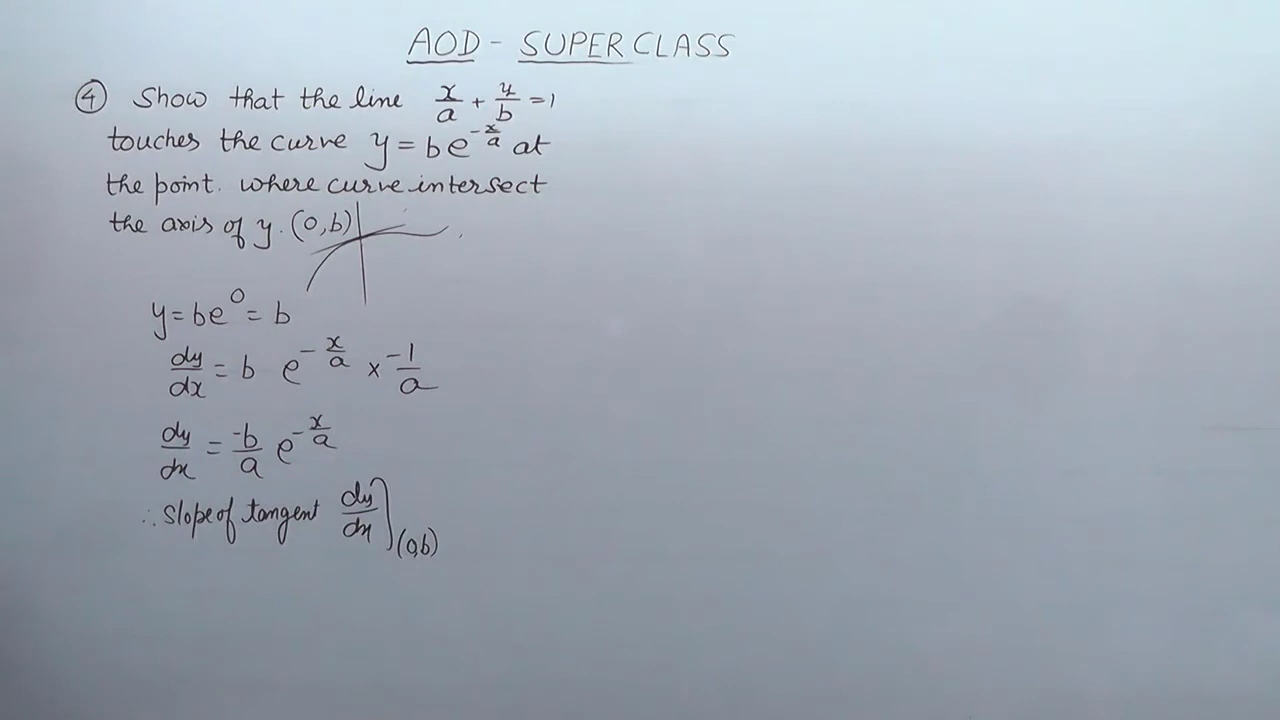 AOD - SUPER CLASS
④ Show that the line x/a + y/b = 1
touches the curve y = be^(-x/a) at
the point. where curve intersect
the axis of y. (0,b)
y = be^0 = b
dy/dx = b e^(-x/a) × -1/a
dy/dx = -b/a e^(-x/a)
∴ Slope of tangent dy/dx](0,b)